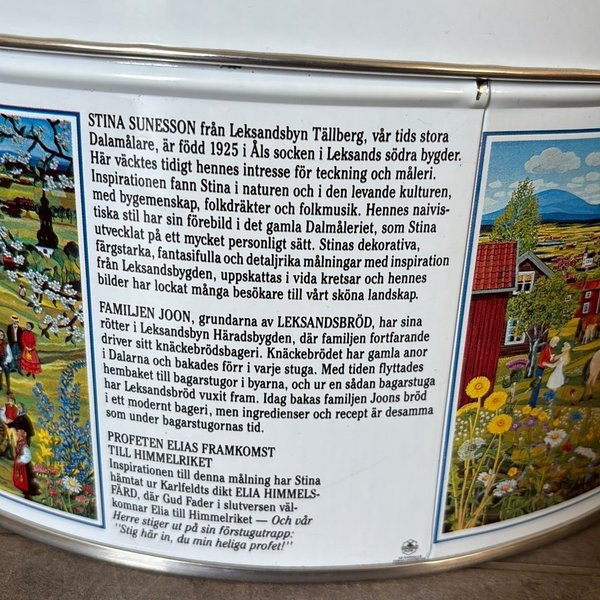 STINA SUNESSON från Leksandsbyn Tällberg, vår tids stora
Dalamålare, är född 1925 i Åls socken i Leksands södra bygder.
Här väcktes tidigt hennes intresse för teckning och måleri.
Inspirationen fann Stina i naturen och i den levande kulturen,
med bygemenskap, folkdräkter och folkmusik. Hennes naivis-
tiska stil har sin förebild i det gamla Dalmåleriet, som Stina
utvecklat på ett mycket personligt sätt. Stinas dekorativa,
färgstarka, fantasifulla och detaljrika målningar med inspiration
från Leksandsbygden, uppskattas i vida kretsar och hennes
bilder har lockat många besökare till vårt sköna landskap.
FAMILJEN JOON, grundarna av LEKSANDSBRÖD, har sina
rötter i Leksandsbyn Häradsbygden, där familjen fortfarande
driver sitt knäckebrödsbageri. Knäckebrödet har gamla anor
i Dalarna och bakades förr i varje stuga. Med tiden flyttades
hembaket till bagarstugor i byarna, och ur en sådan bagarstuga
har Leksandsbröd vuxit fram. Idag bakas familjen Joons bröd
i ett modernt bageri, men ingredienser och recept är desamma
som under bagarstugornas tid.
PROFETEN ELIAS FRAMKOMST
TILL HIMMELRIKET
Inspirationen till denna målning har Stina
hämtat ur Karlfeldts dikt ELIA HIMMELS-
FÄRD, där Gud Fader i slutversen väl-
komnar Elia till Himmelriket — Och vår
Herre stiger ut på sin förstugutrapp:
"Stig här in, du min heliga profet!"